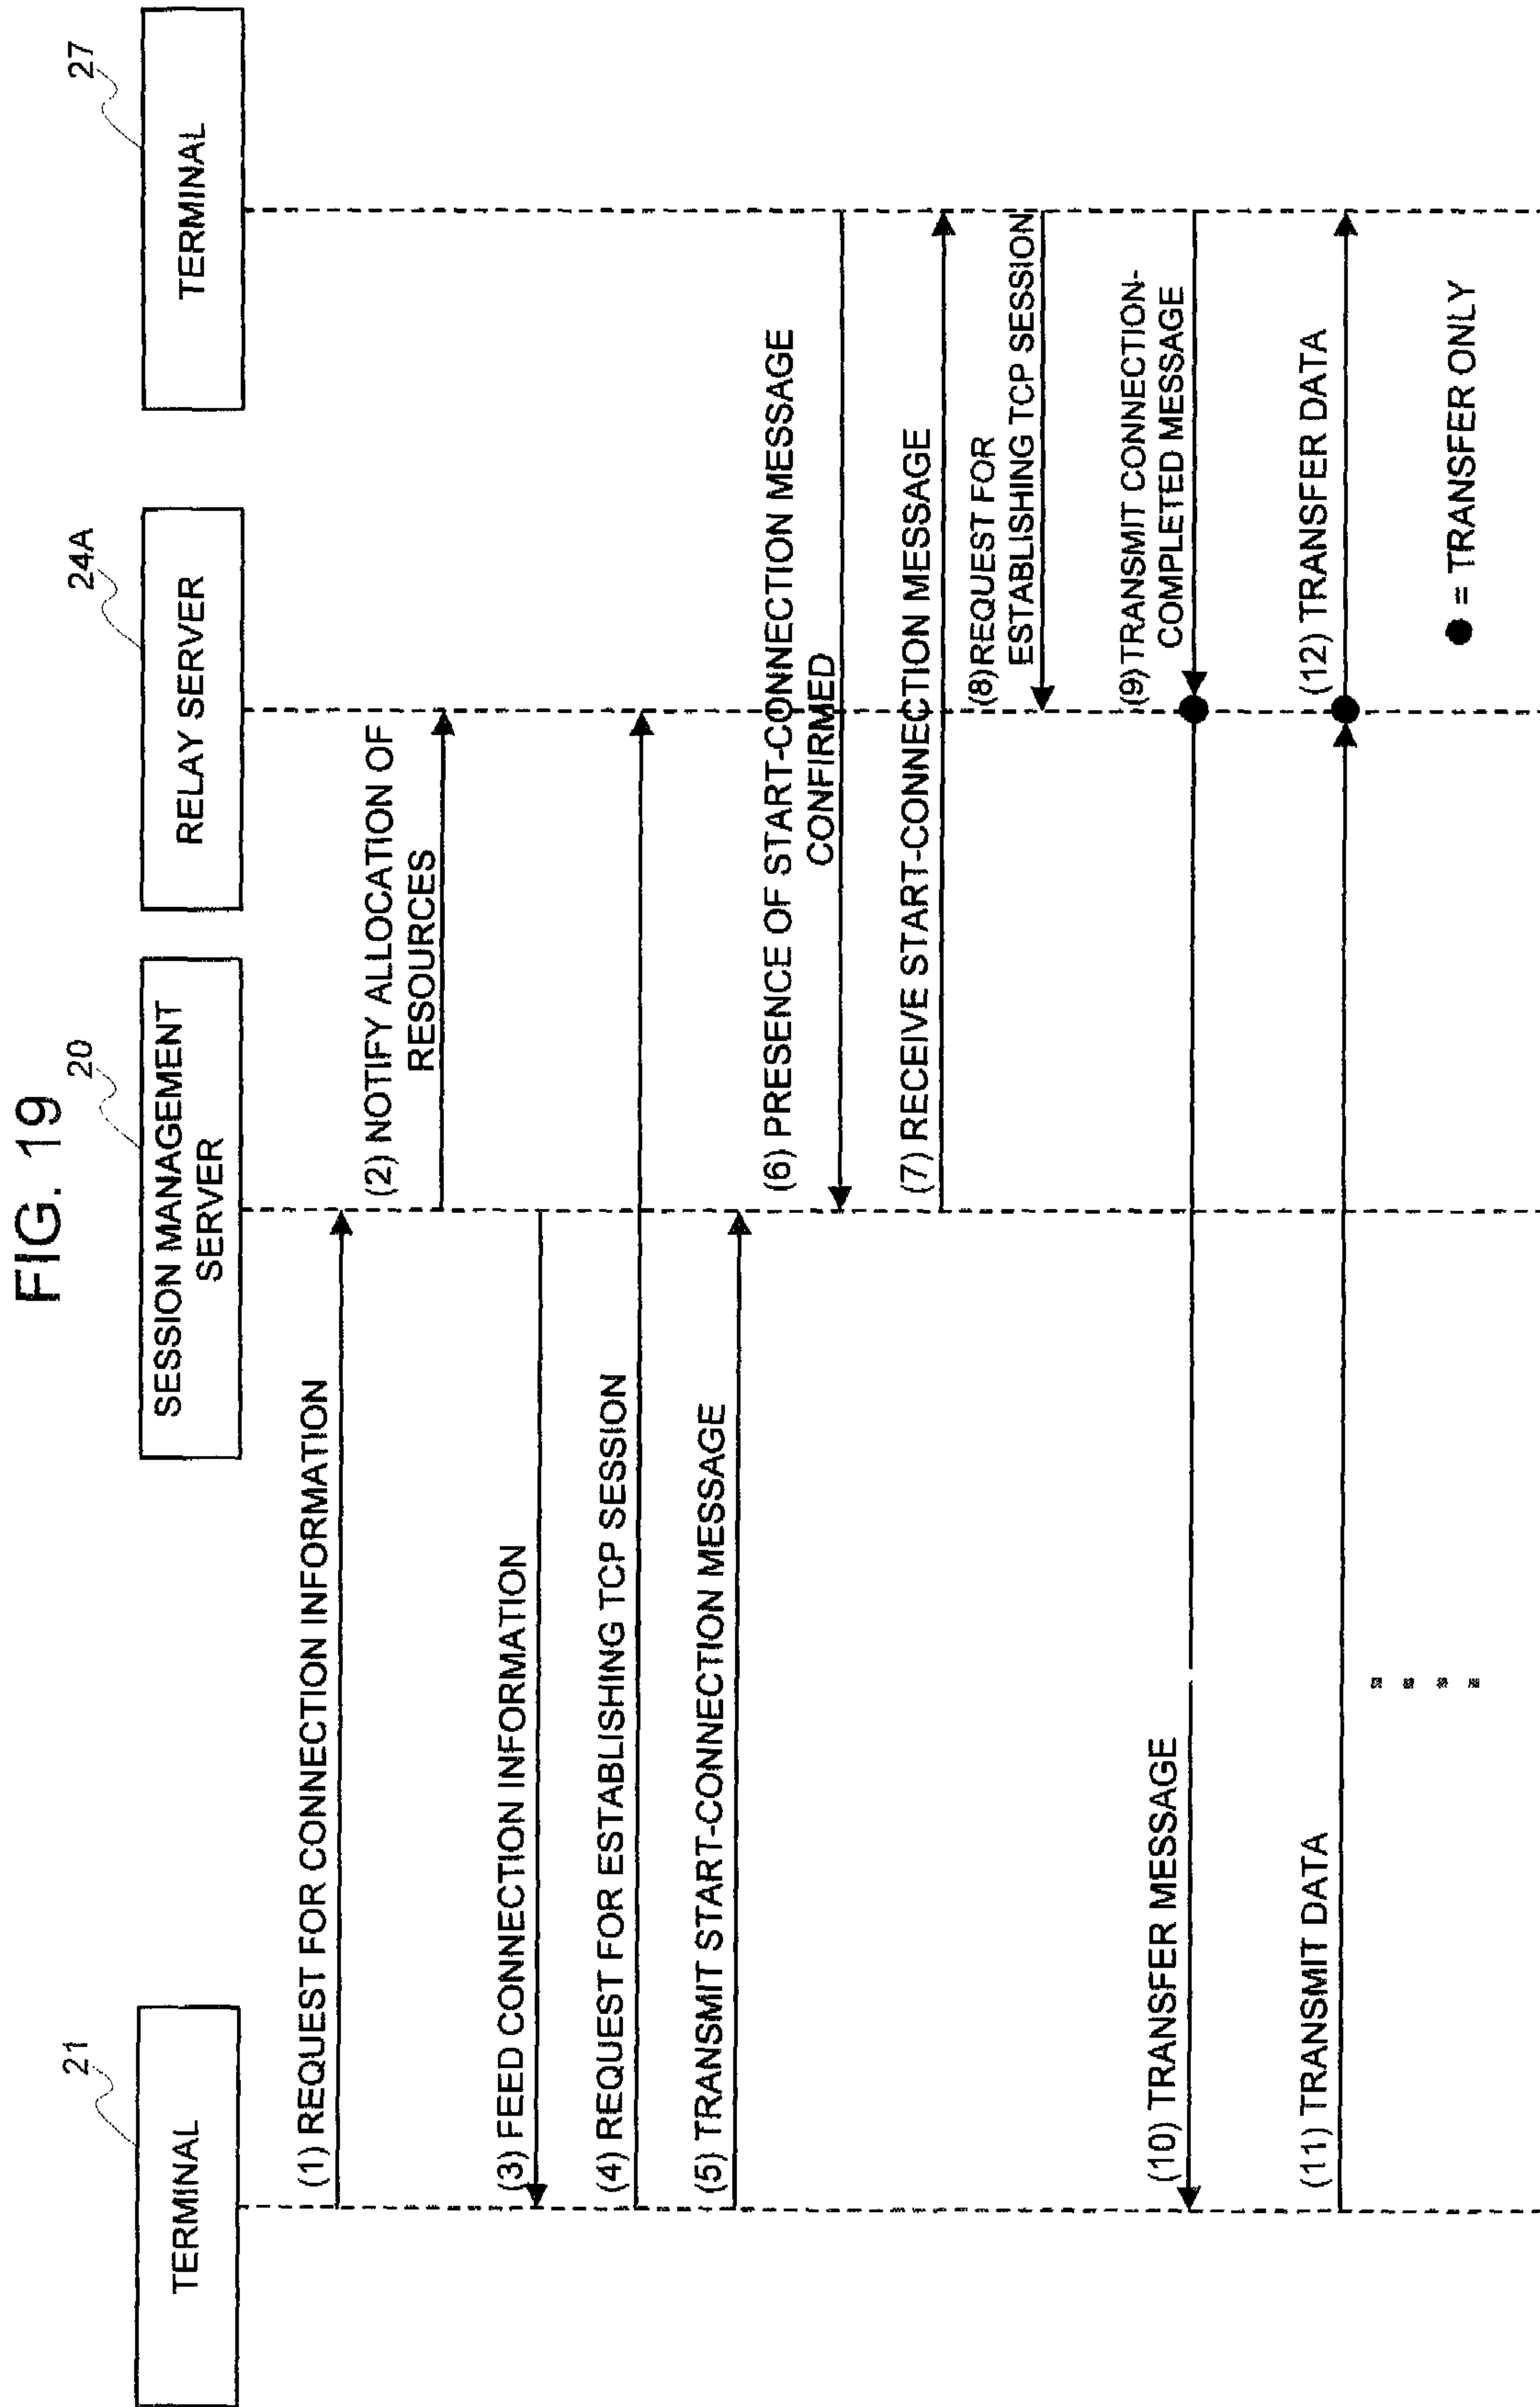 FIG. 19
21
TERMINAL
20
SESSION MANAGEMENT
SERVER
24A
RELAY SERVER
27
TERMINAL
(1) REQUEST FOR CONNECTION INFORMATION
(2) NOTIFY ALLOCATION OF
RESOURCES
(3) FEED CONNECTION INFORMATION
(4) REQUEST FOR ESTABLISHING TCP SESSION
(5) TRANSMIT START-CONNECTION MESSAGE
(6) PRESENCE OF START-CONNECTION MESSAGE
CONFIRMED
(7) RECEIVE START-CONNECTION MESSAGE
(8) REQUEST FOR
ESTABLISHING TCP SESSION
(9) TRANSMIT CONNECTION-
COMPLETED MESSAGE
(10) TRANSFER MESSAGE
(11) TRANSMIT DATA
(12) TRANSFER DATA
● = TRANSFER ONLY